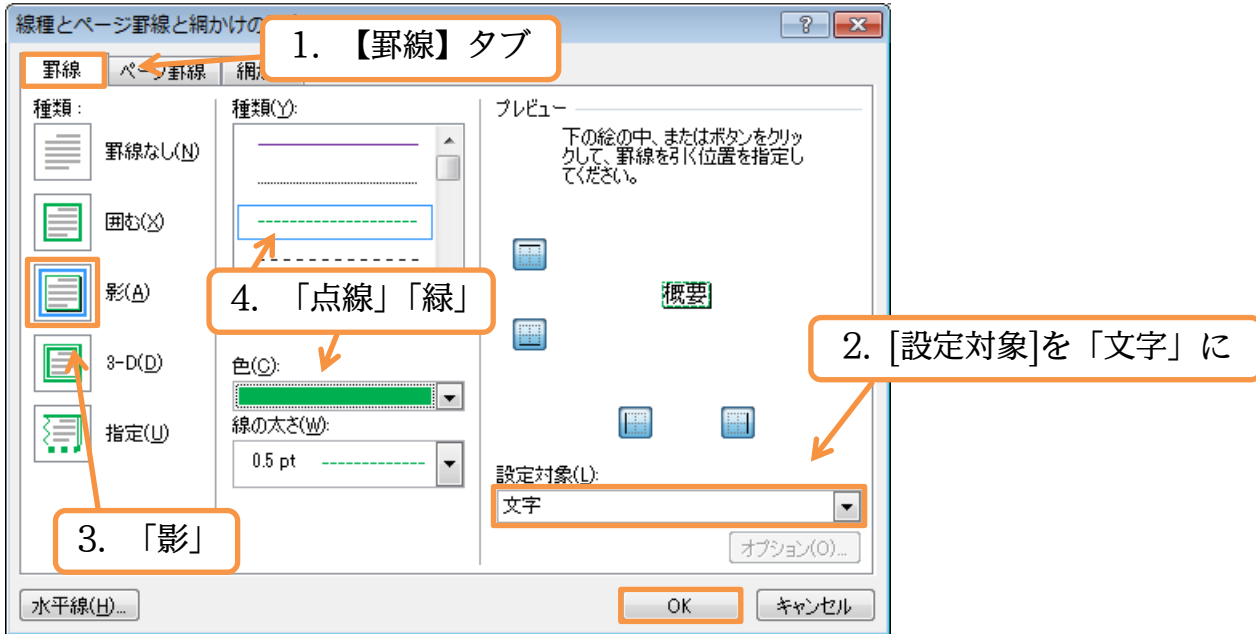 線種とページ罫線と網かけの
1. 【罫線】タブ
罫線
ページ罫線
種類:
罫線なし(N)
囲む(X)
影(A)
3-D(D)
指定(U)
3. 「影」
種類(Y):
4. 「点線」「緑」
色(C):
線の太さ(W):
0.5 pt
プレビュー
下の絵の中、またはボタンをクリッ
クして、罫線を引く位置を指定し
てください。
概要
2. [設定対象]を「文字」に
設定対象(L):
文字
オプション(O)...
水平線(H)...
OK
キャンセル